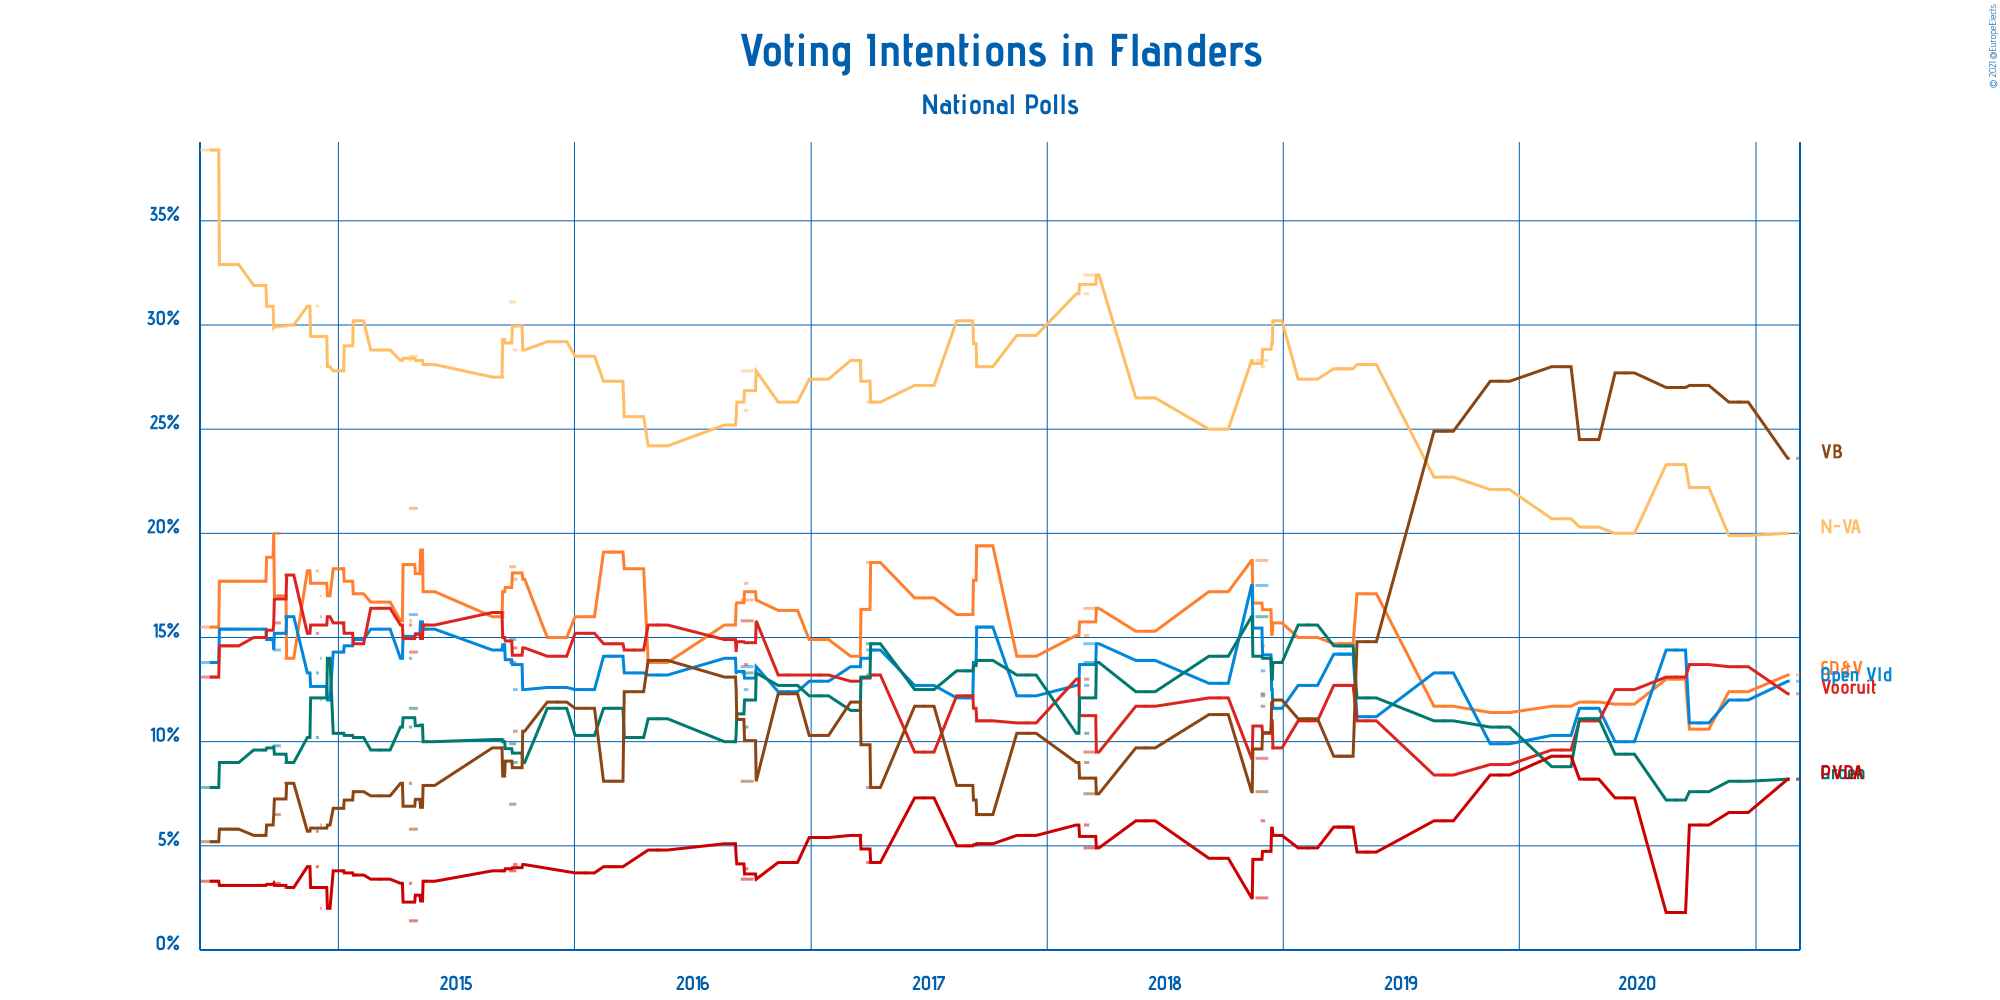 © 2021 @EuropeElects
Voting Intentions in Flanders
National Polls
35%
30%
25%
20%
15%
10%
5%
0%
VB
N-VA
CD&V
Open Vld
Vooruit
PVDA
2015
2016
2017
2018
2019
2020